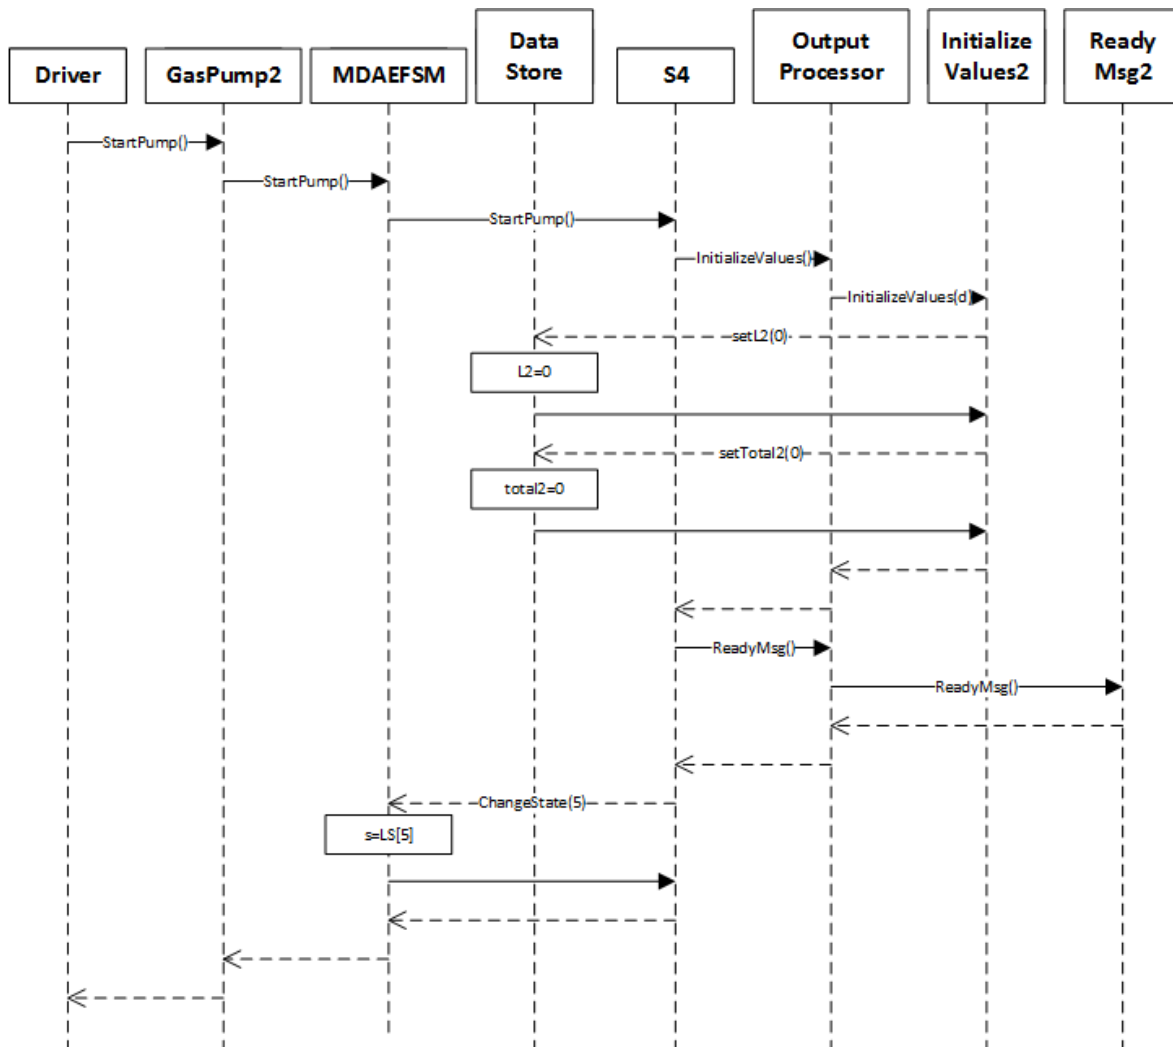 Driver
GasPump2
MDAEFSM
Data
Store
S4
Output
Processor
Initialize
Values2
Ready
Msg2
StartPump()
StartPump()
StartPump()
InitializeValues()
InitializeValues(d)
setL2(0)
L2=0
setTotal2(0)
total2=0
ReadyMsg()
ReadyMsg()
ChangeState(5)
s=LS[5]